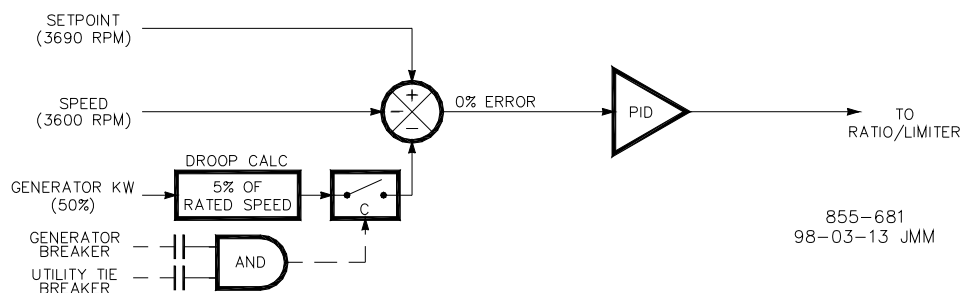 SETPOINT
(3690 RPM)
SPEED
(3600 RPM)
+
−
−
0% ERROR
PID
TO
RATIO/LIMITER
DROOP CALC
GENERATOR KW
(50%)
5% OF
RATED SPEED
C
GENERATOR
BREAKER
AND
UTILITY TIE
BREAKER
855-681
98-03-13 JMM